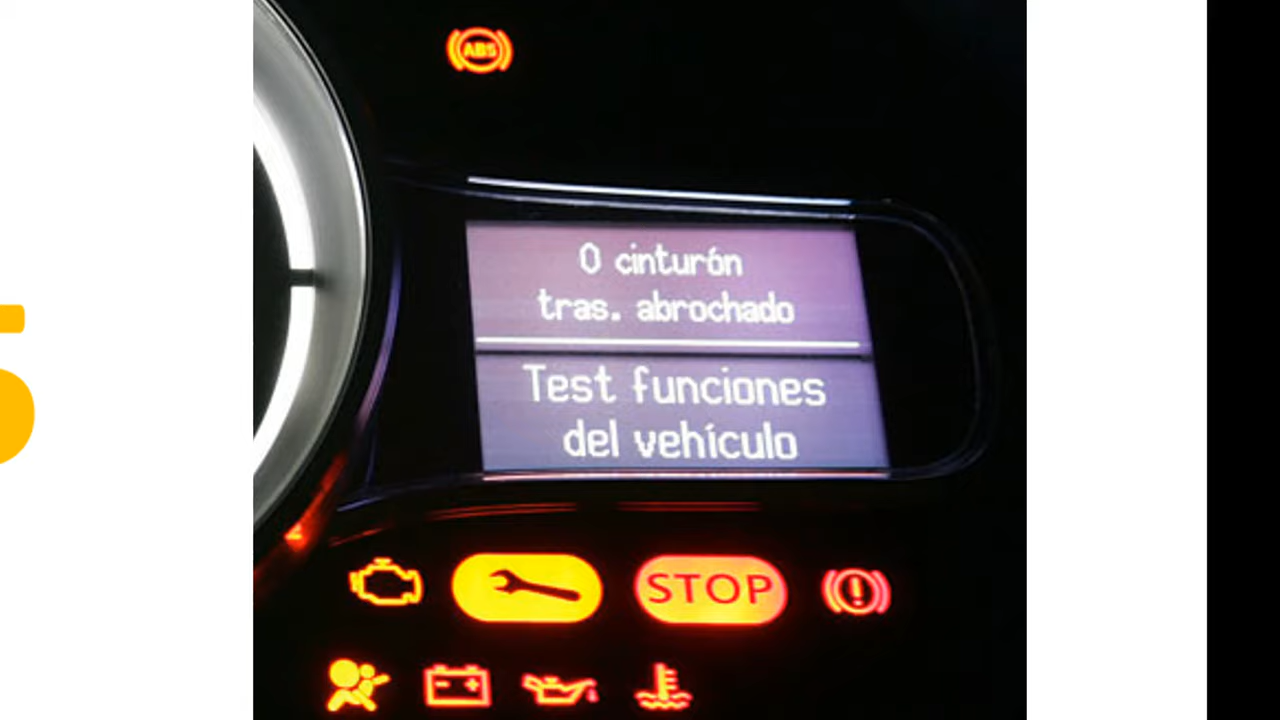 ABS
0 cinturón
tras. abrochado
Test funciones
del vehículo
STOP